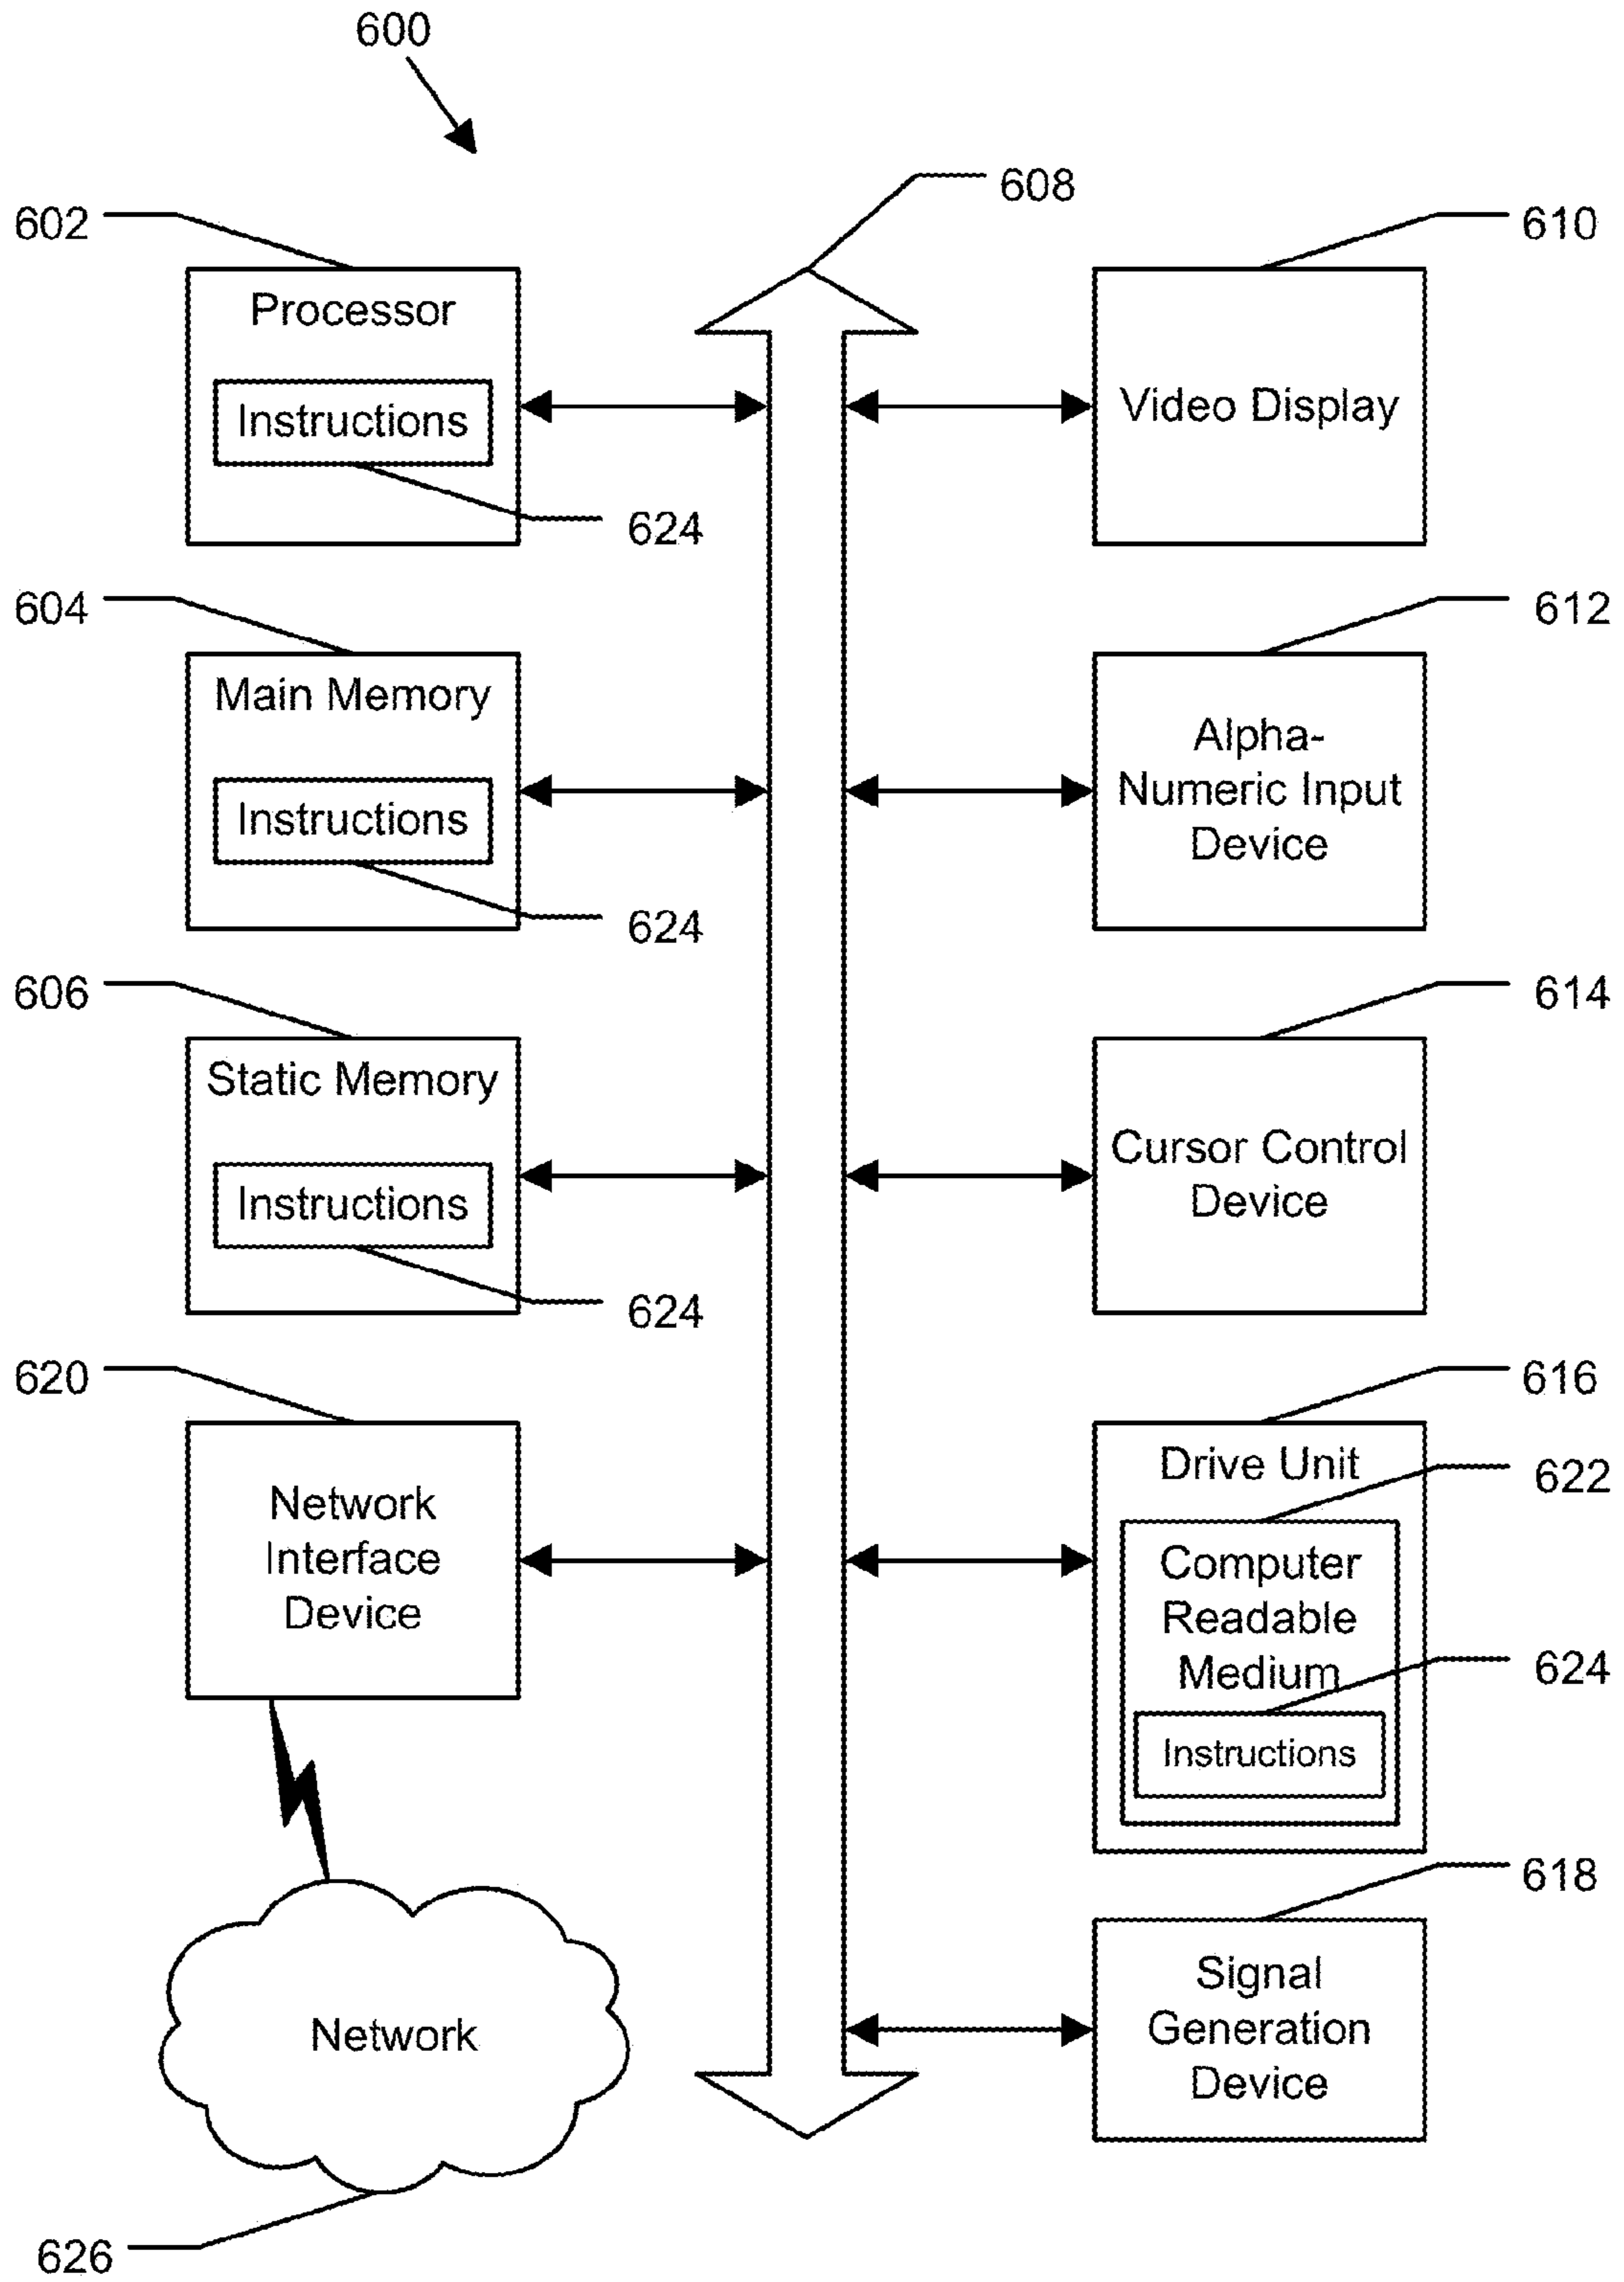 600
608
602
Processor
Instructions
624
610
Video Display
604
Main Memory
Instructions
624
612
Alpha-
Numeric Input
Device
606
Static Memory
Instructions
624
614
Cursor Control
Device
620
Network
Interface
Device
616
Drive Unit
622
Computer
Readable
Medium
624
Instructions
618
Signal
Generation
Device
Network
626